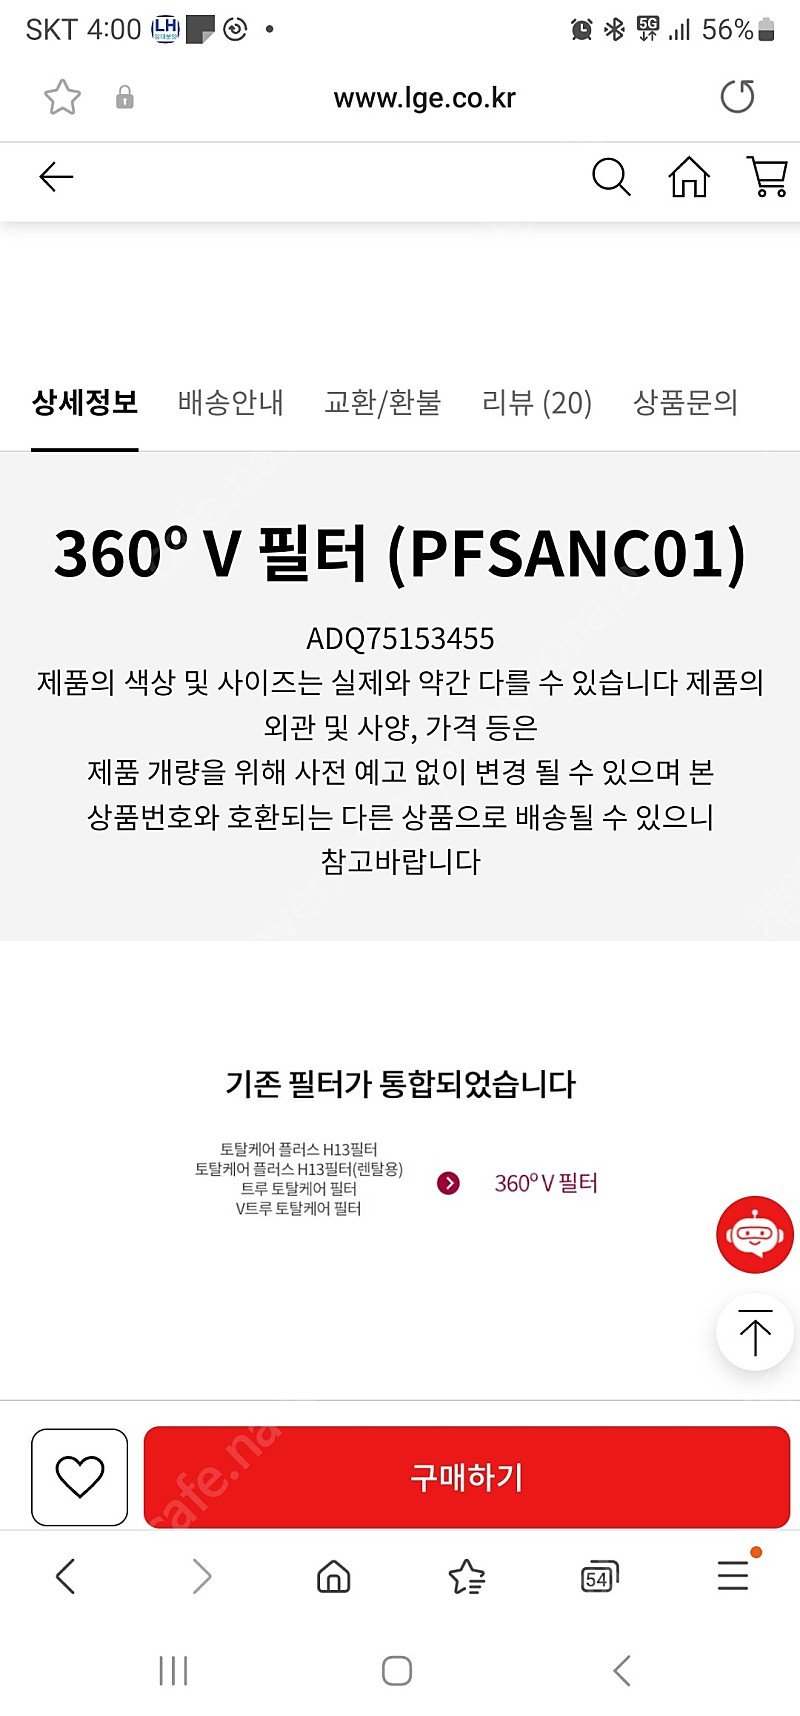 SKT 4:00 LH 5G 56%
www.lge.co.kr
상세정보 배송안내 교환/환불 리뷰 (20) 상품문의
360º V 필터 (PFSANC01)
ADQ75153455
제품의 색상 및 사이즈는 실제와 약간 다를 수 있습니다 제품의
외관 및 사양, 가격 등은
제품 개량을 위해 사전 예고 없이 변경 될 수 있으며 본
상품번호와 호환되는 다른 상품으로 배송될 수 있으니
참고바랍니다
기존 필터가 통합되었습니다
토탈케어 플러스 H13필터
토탈케어 플러스 H13필터(렌탈용)
트루 토탈케어 필터
V트루 토탈케어 필터
360º V 필터
구매하기
54